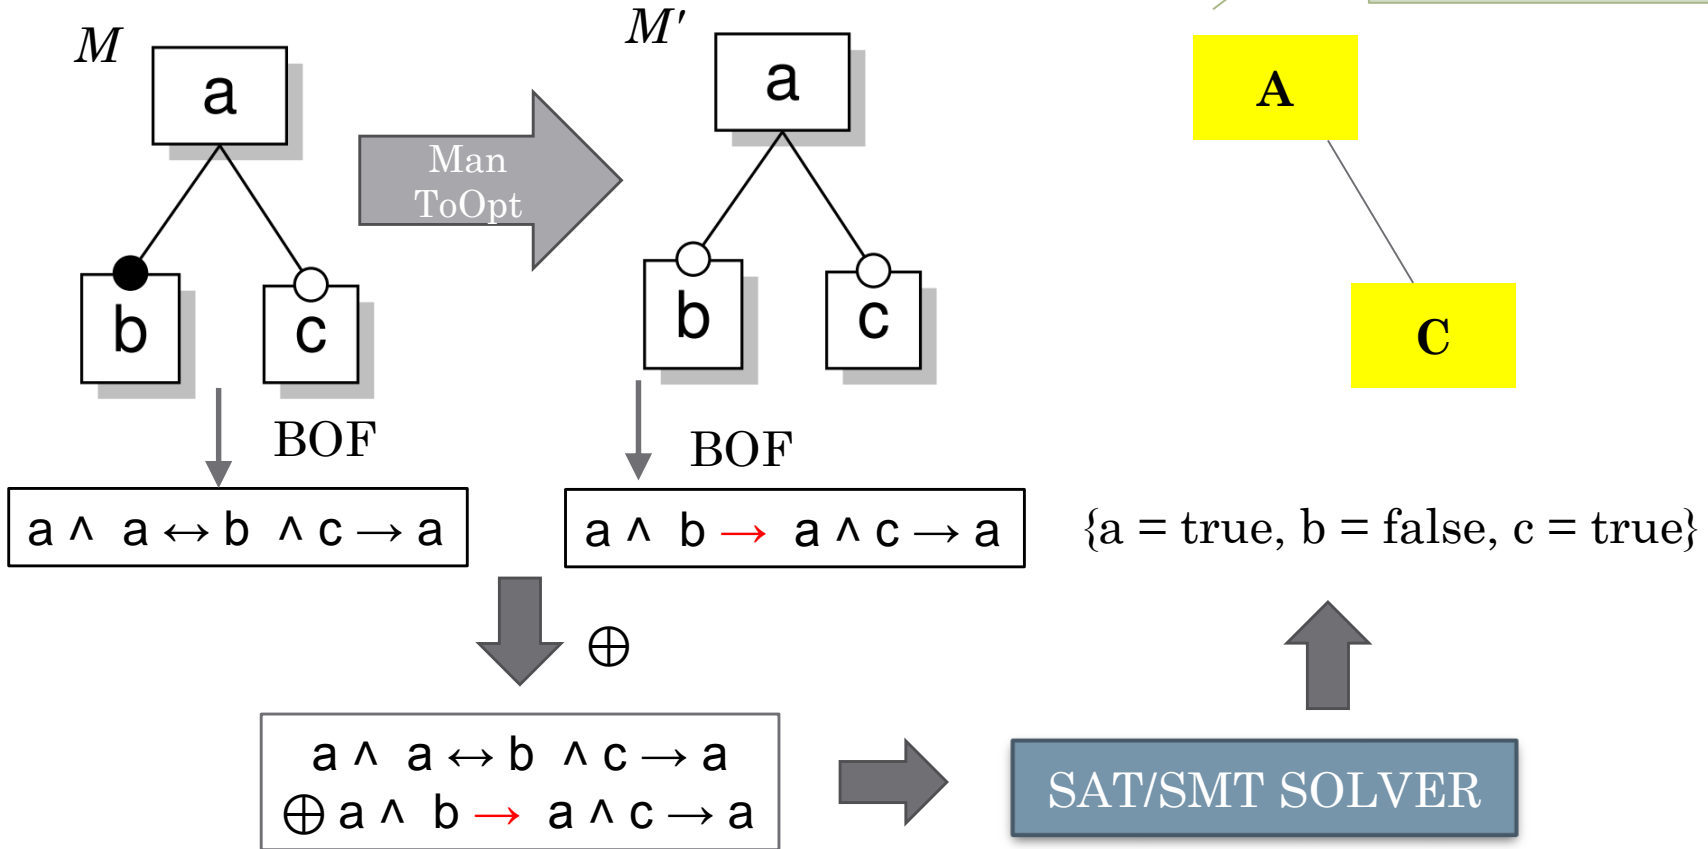 M
a
b
c
Man
ToOpt
M'
a
b
c
A
C
BOF
BOF
a ∧ a ↔ b ∧ c → a
a ∧ b → a ∧ c → a
{a = true, b = false, c = true}
⊕
a ∧ a ↔ b ∧ c → a
⊕ a ∧ b → a ∧ c → a
SAT/SMT SOLVER